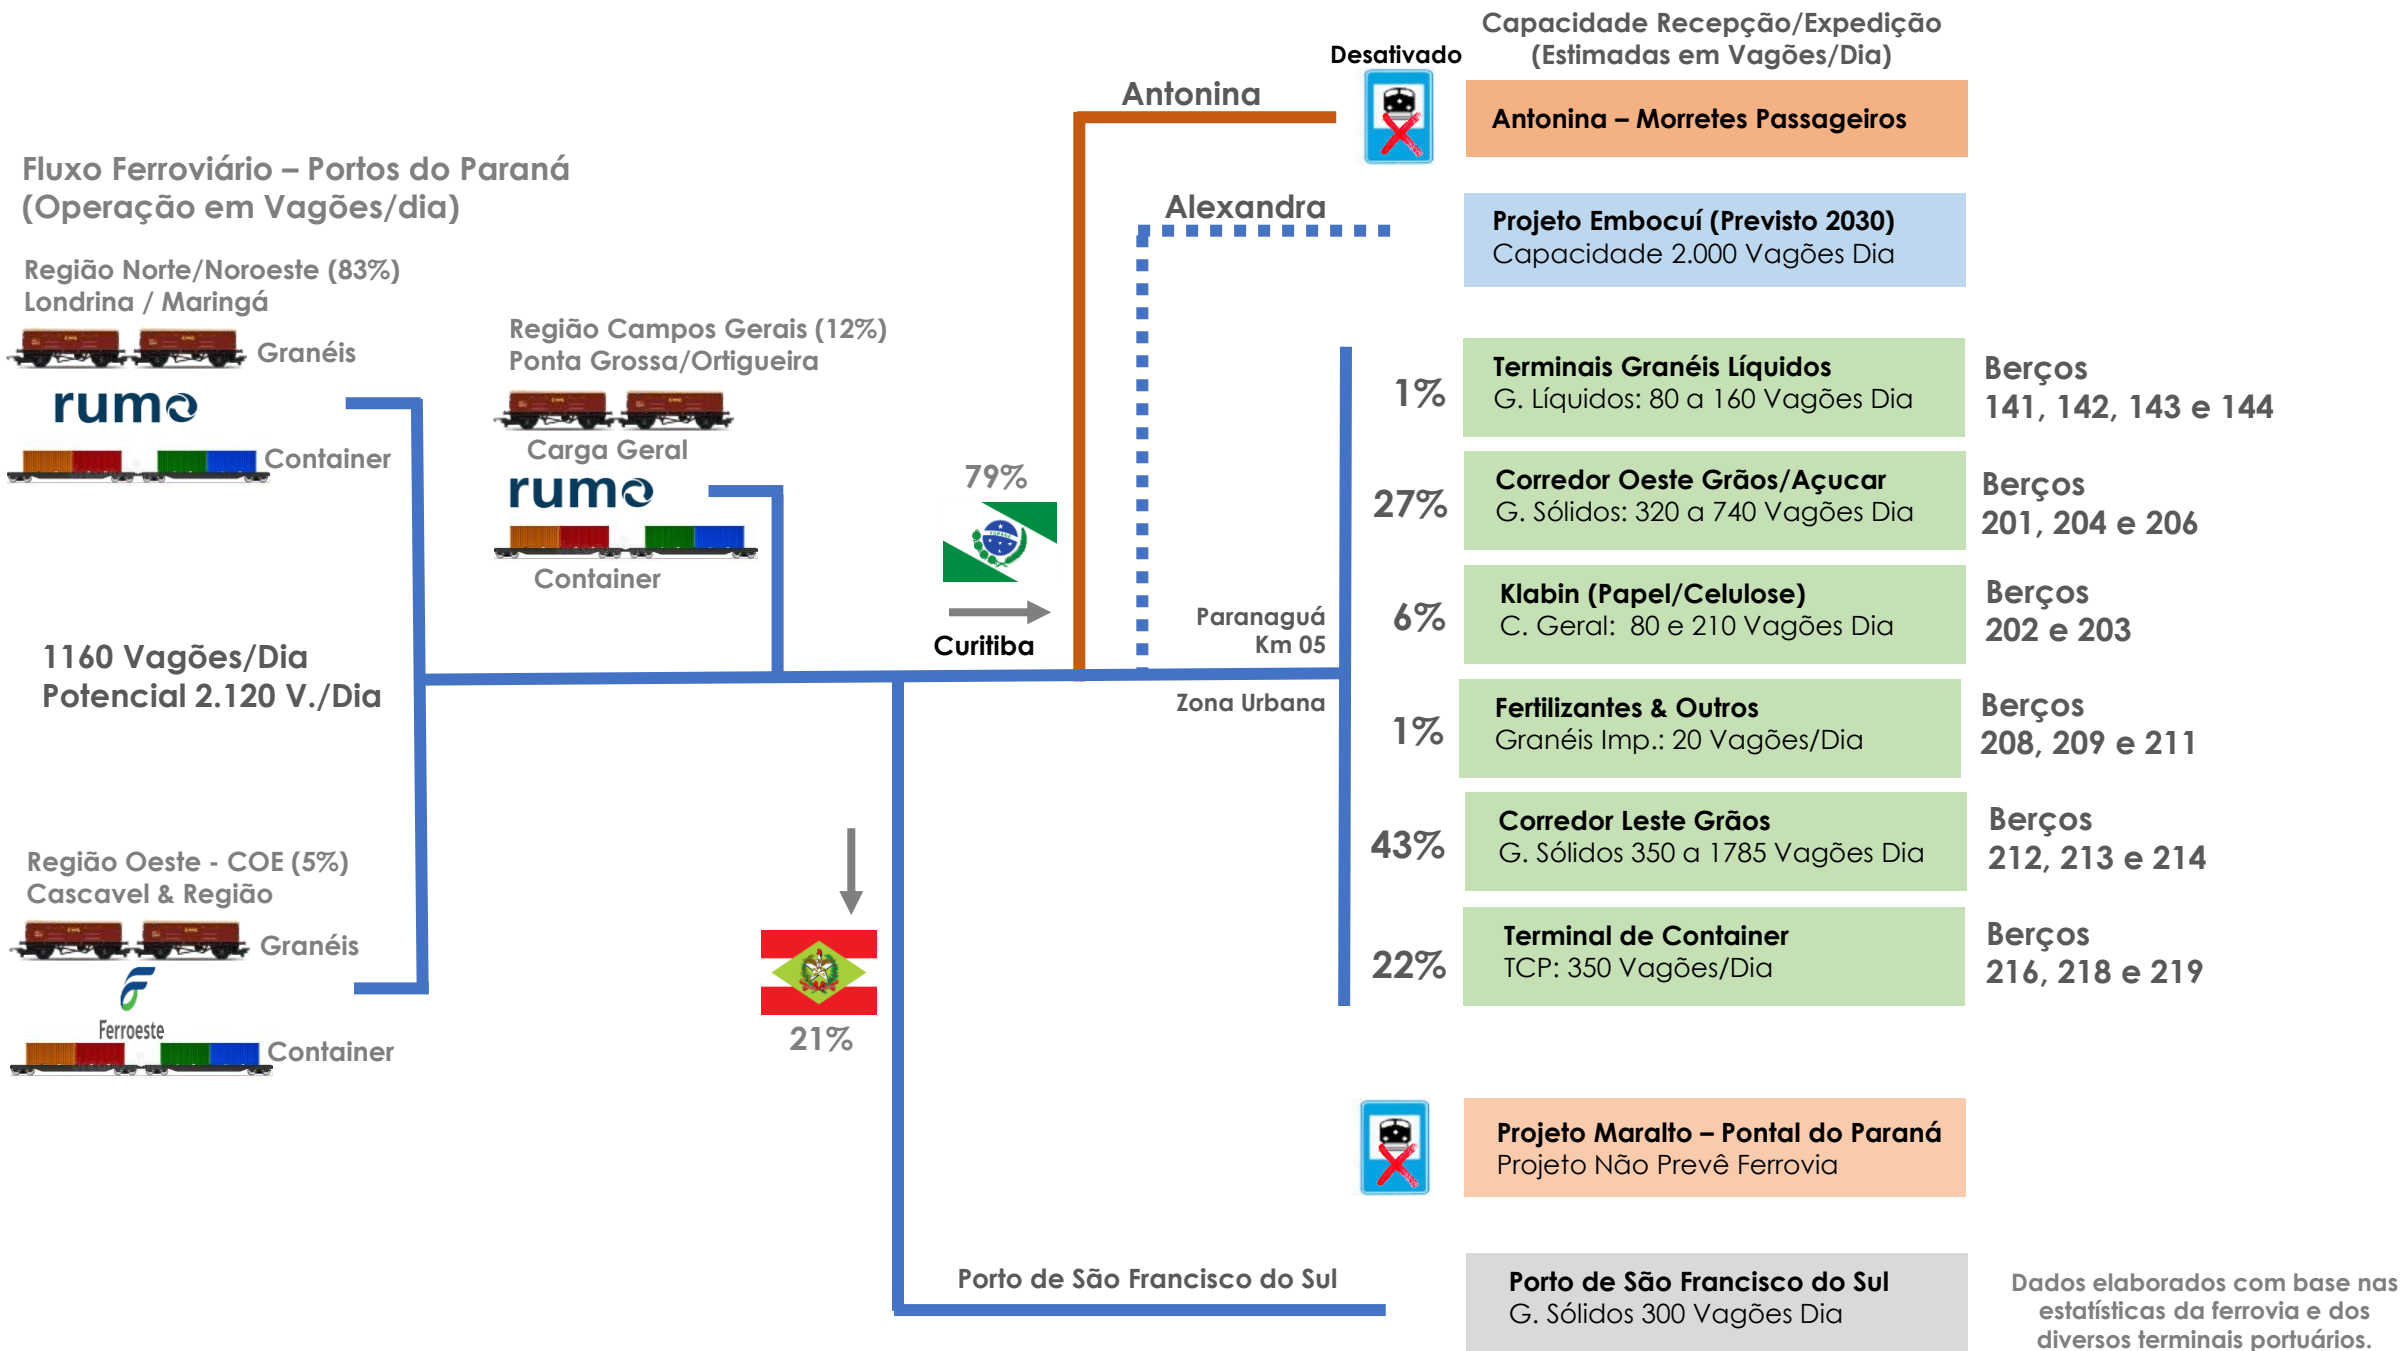 Fluxo Ferroviário – Portos do Paraná
(Operação em Vagões/dia)
Região Norte/Noroeste (83%)
Londrina / Maringá
Granéis
rumo
Container
1160 Vagões/Dia
Potencial 2.120 V./Dia
Região Oeste - COE (5%)
Cascavel & Região
Granéis
Ferroeste
Container
Região Campos Gerais (12%)
Ponta Grossa/Ortigueira
Carga Geral
rumo
Container
79%
Curitiba
21%
Antonina
Alexandra
Paranaguá
Km 05
Zona Urbana
Porto de São Francisco do Sul
Capacidade Recepção/Expedição
(Estimadas em Vagões/Dia)
Desativado
Antonina – Morretes Passageiros
Projeto Embocuí (Previsto 2030)
Capacidade 2.000 Vagões Dia
1%
Terminais Granéis Líquidos
G. Líquidos: 80 a 160 Vagões Dia
Berços
141, 142, 143 e 144
27%
Corredor Oeste Grãos/Açucar
G. Sólidos: 320 a 740 Vagões Dia
Berços
201, 204 e 206
6%
Klabin (Papel/Celulose)
C. Geral: 80 e 210 Vagões Dia
Berços
202 e 203
1%
Fertilizantes & Outros
Granéis Imp.: 20 Vagões/Dia
Berços
208, 209 e 211
43%
Corredor Leste Grãos
G. Sólidos 350 a 1785 Vagões Dia
Berços
212, 213 e 214
22%
Terminal de Container
TCP: 350 Vagões/Dia
Berços
216, 218 e 219
Projeto Maralto – Pontal do Paraná
Projeto Não Prevê Ferrovia
Porto de São Francisco do Sul
G. Sólidos 300 Vagões Dia
Dados elaborados com base nas
estatísticas da ferrovia e dos
diversos terminais portuários.